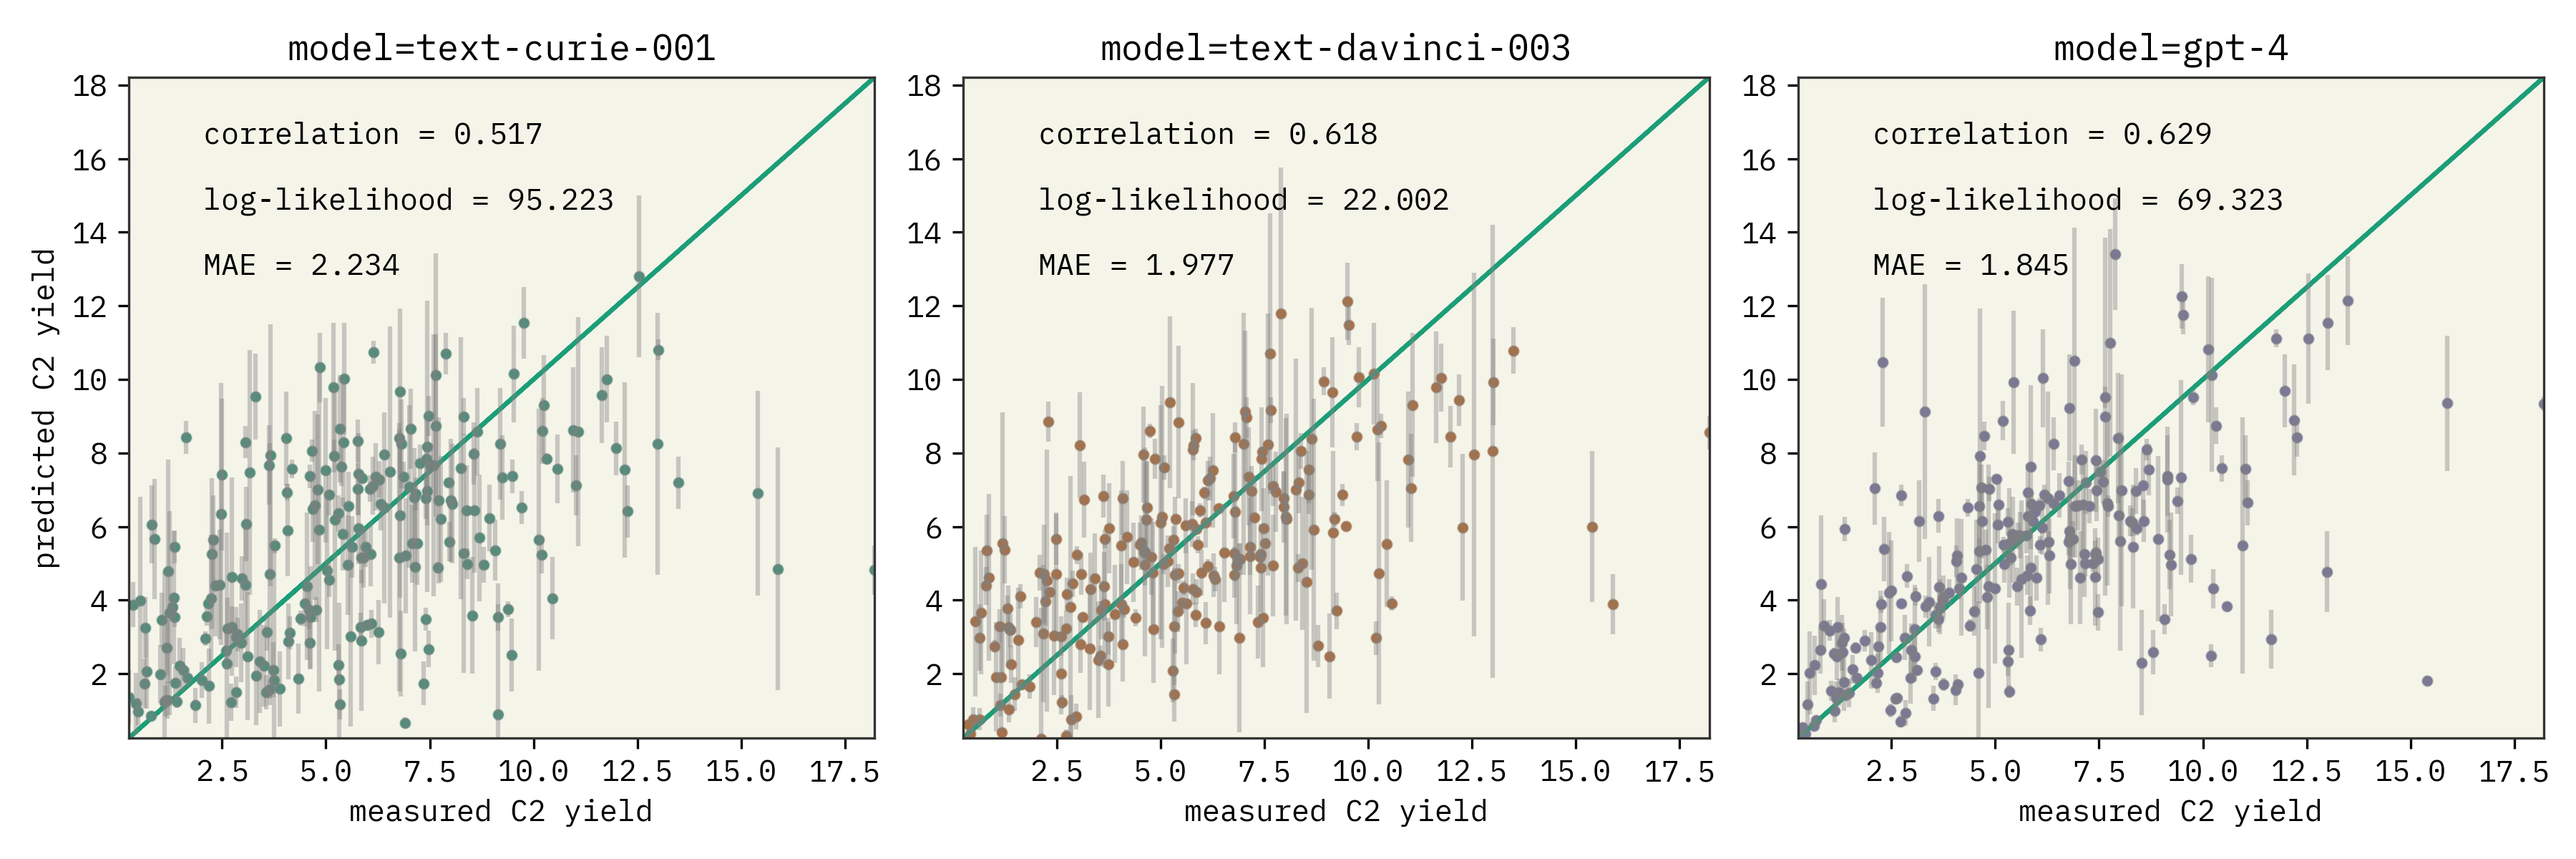 model=text-curie-001
correlation = 0.517
log-likelihood = 95.223
MAE = 2.234
18
16
14
12
10
8
6
4
2
predicted C2 yield
2.5 5.0 7.5 10.0 12.5 15.0 17.5
measured C2 yield
model=text-davinci-003
correlation = 0.618
log-likelihood = 22.002
MAE = 1.977
18
16
14
12
10
8
6
4
2
2.5 5.0 7.5 10.0 12.5 15.0 17.5
measured C2 yield
model=gpt-4
correlation = 0.629
log-likelihood = 69.323
MAE = 1.845
18
16
14
12
10
8
6
4
2
2.5 5.0 7.5 10.0 12.5 15.0 17.5
measured C2 yield